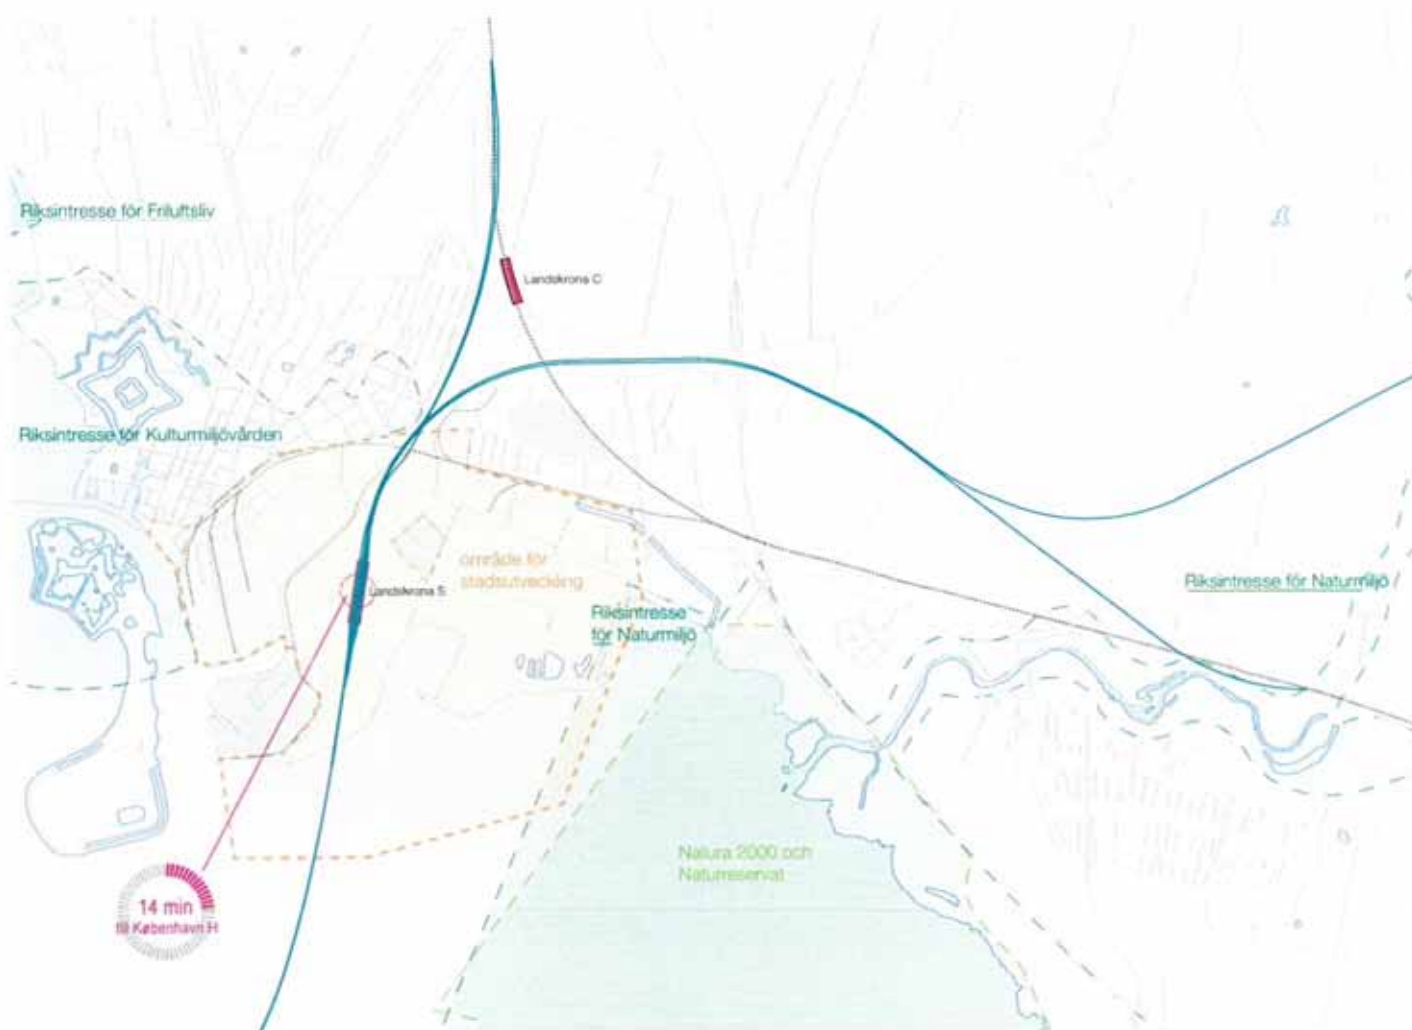 Riksintresse för Friluftsliv
Landskrona C
Riksintresse för Kulturmiljövården
område för
stadsutveckling
Landskrona S
Riksintresse för Naturmiljö
Riksintresse
för Naturmiljö
Natura 2000 och
Naturreservat
14 min
till København H